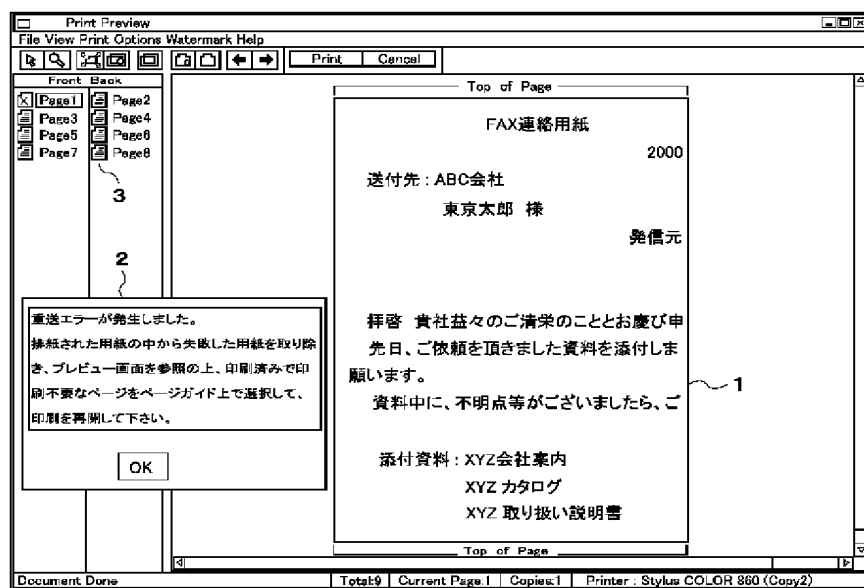 Print Preview
File View Print Options Watermark Help
Print Cancel
Front Back
Page1 Page2
Page3 Page4
Page5 Page6
Page7 Page8
3
2
重送エラーが発生しました。
排紙された用紙の中から失敗した用紙を取り除
き、プレビュー画面を参照の上、印刷済みで印
刷不要なページをページガイド上で選択して、
印刷を再開して下さい。
OK
Top of Page
FAX連絡用紙
2000
送付先：ABC会社
東京太郎 様
発信元
拝啓 貴社益々のご清栄のこととお慶び申
先日、ご依頼を頂きました資料を添付しま
願います。
資料中に、不明点等がございましたら、ご
添付資料：XYZ会社案内
XYZ カタログ
XYZ 取り扱い説明書
Top of Page
1
Document Done Total:9 Current Page:1 Copies:1 Printer : Stylus COLOR 860 (Copy2)